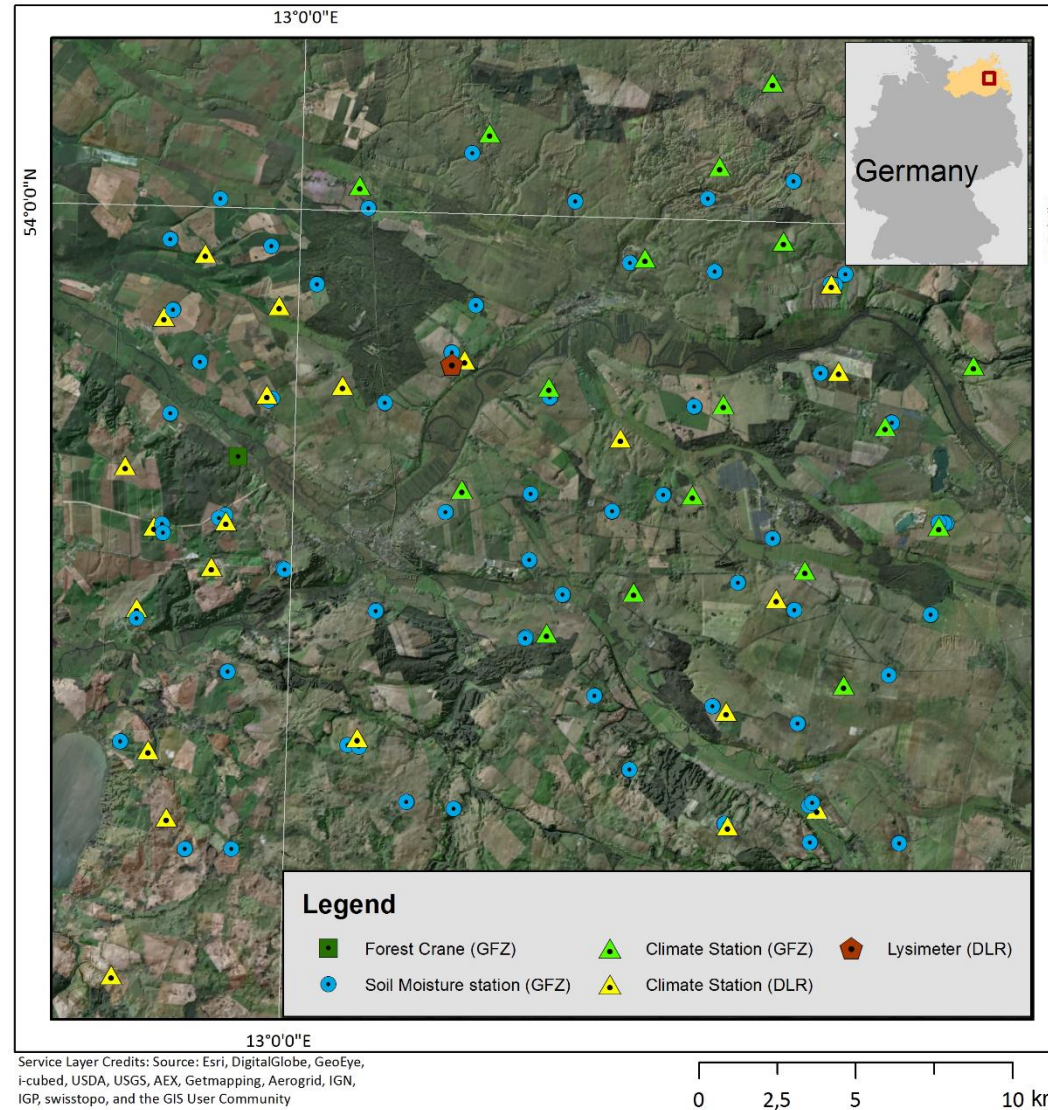 13°0'0"E
54°0'0"N
Germany
Legend
Forest Crane (GFZ)
Climate Station (GFZ)
Lysimeter (DLR)
Soil Moisture station (GFZ)
Climate Station (DLR)
13°0'0"E
Service Layer Credits: Source: Esri, DigitalGlobe, GeoEye,
i-cubed, USDA, USGS, AEX, Getmapping, Aerogrid, IGN,
IGP, swisstopo, and the GIS User Community
0 2,5 5 10 km